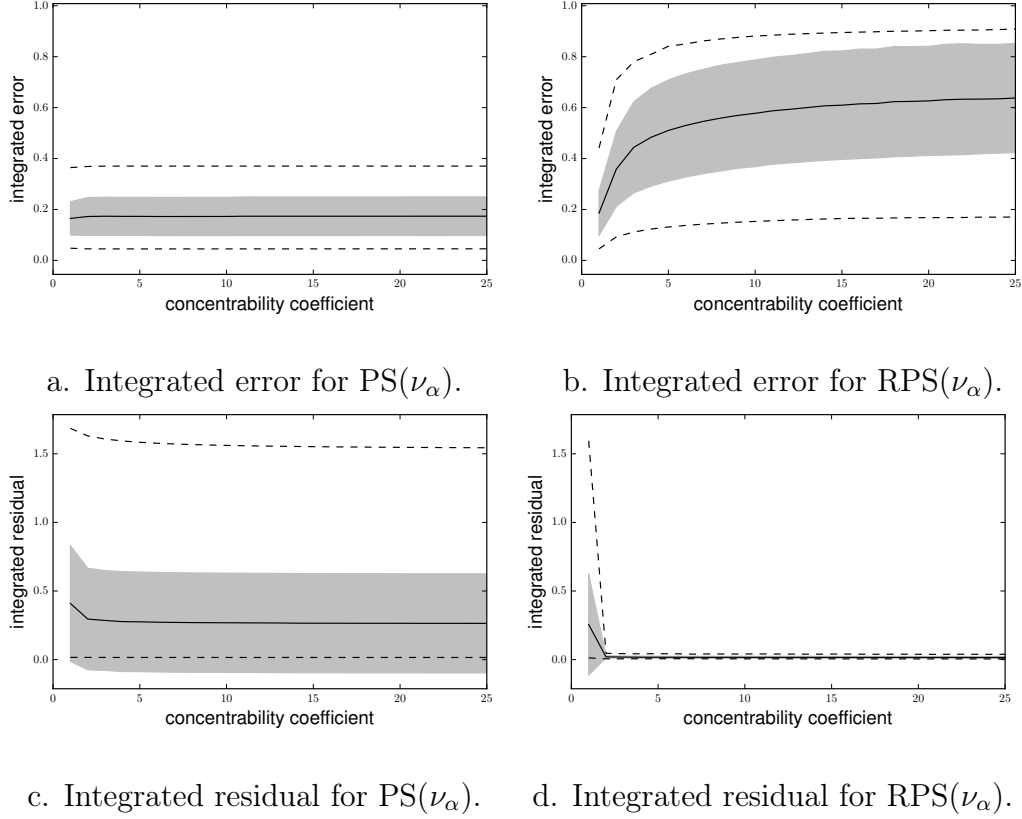 1.0
0.8
0.6
0.4
0.2
0.0
integrated error
0 5 10 15 20 25
concentrability coefficient
a. Integrated error for PS(ν_α).
1.0
0.8
0.6
0.4
0.2
0.0
integrated error
0 5 10 15 20 25
concentrability coefficient
b. Integrated error for RPS(ν_α).
1.5
1.0
0.5
0.0
integrated residual
0 5 10 15 20 25
concentrability coefficient
c. Integrated residual for PS(ν_α).
1.5
1.0
0.5
0.0
integrated residual
0 5 10 15 20 25
concentrability coefficient
d. Integrated residual for RPS(ν_α).